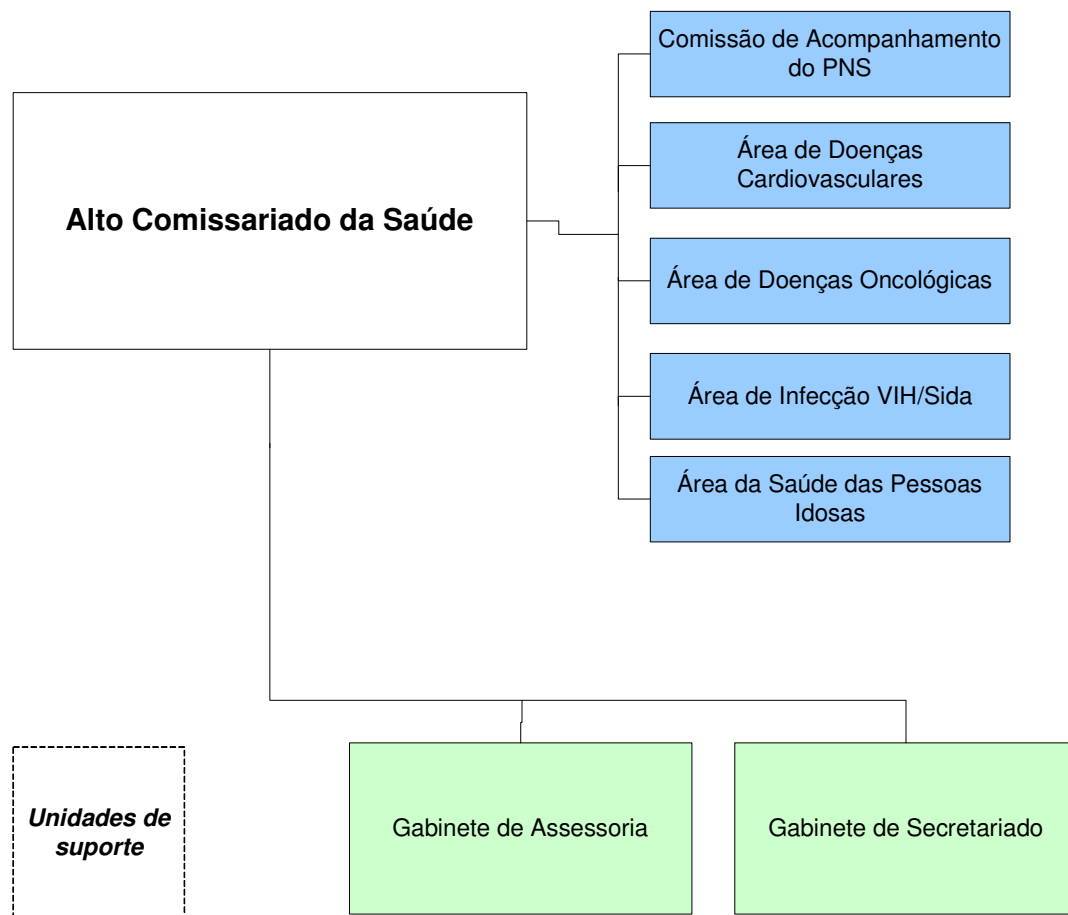 Comissão de Acompanhamento
do PNS
Alto Comissariado da Saúde
Área de Doenças
Cardiovasculares
Área de Doenças Oncológicas
Área de Infecção VIH/Sida
Área da Saúde das Pessoas
Idosas
Unidades de
suporte
Gabinete de Assessoria
Gabinete de Secretariado